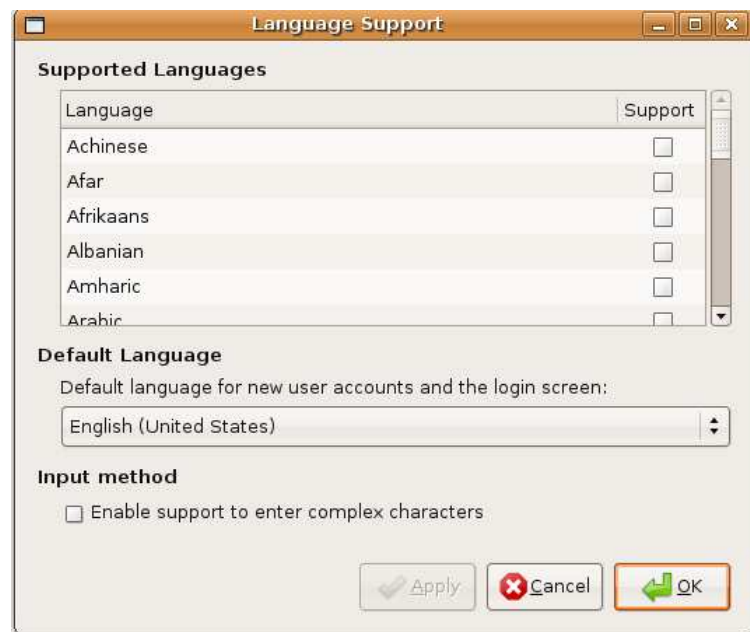 Language Support
Supported Languages
Language Support
Achinese
Afar
Afrikaans
Albanian
Amharic
Arabic
Default Language
Default language for new user accounts and the login screen:
English (United States)
Input method
Enable support to enter complex characters
Apply Cancel OK